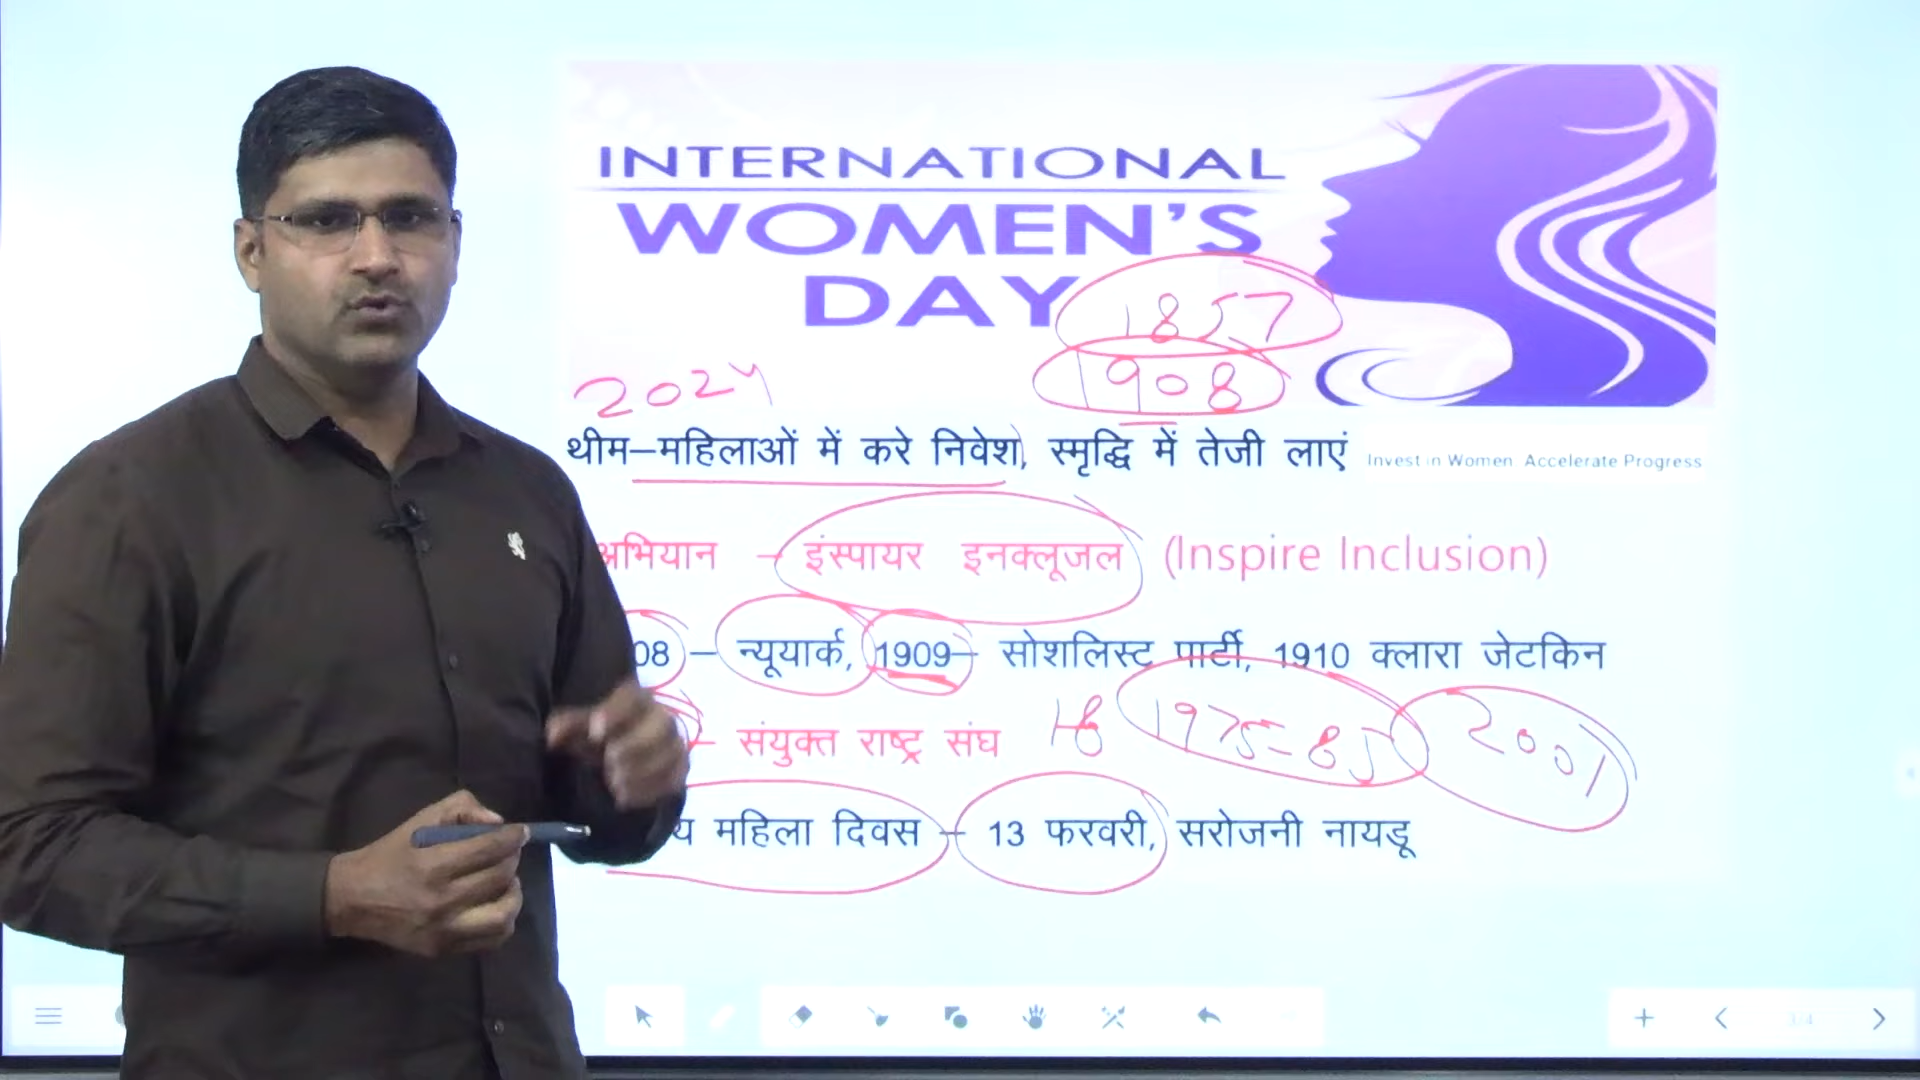 INTERNATIONAL
WOMEN'S
DAY
1857
1908
2024
थीम–महिलाओं में करे निवेश, स्मृद्धि में तेजी लाएं Invest in Women Accelerate Progress
अभियान – इंस्पायर इनक्लूजल (Inspire Inclusion)
08 – न्यूयार्क, 1909– सोशलिस्ट पार्टी, 1910 क्लारा जेटकिन
– संयुक्त राष्ट्र संघ 1975-85 2001
य महिला दिवस – 13 फरवरी, सरोजनी नायडू